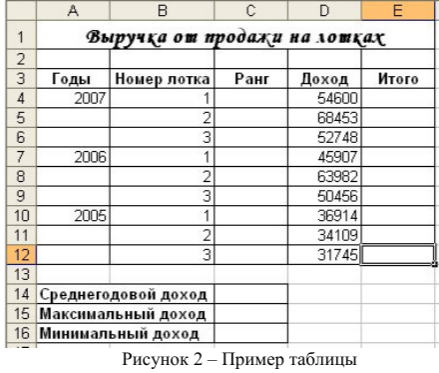 A B C D E
1 Выручка от продажи на лотках
2
3 Годы Номер лотка Ранг Доход Итого
4 2007 1 54600
5 2 68453
6 3 52748
7 2006 1 45907
8 2 63982
9 3 50456
10 2005 1 36914
11 2 34109
12 3 31745
13
14 Среднегодовой доход
15 Максимальный доход
16 Минимальный доход
Рисунок 2 – Пример таблицы